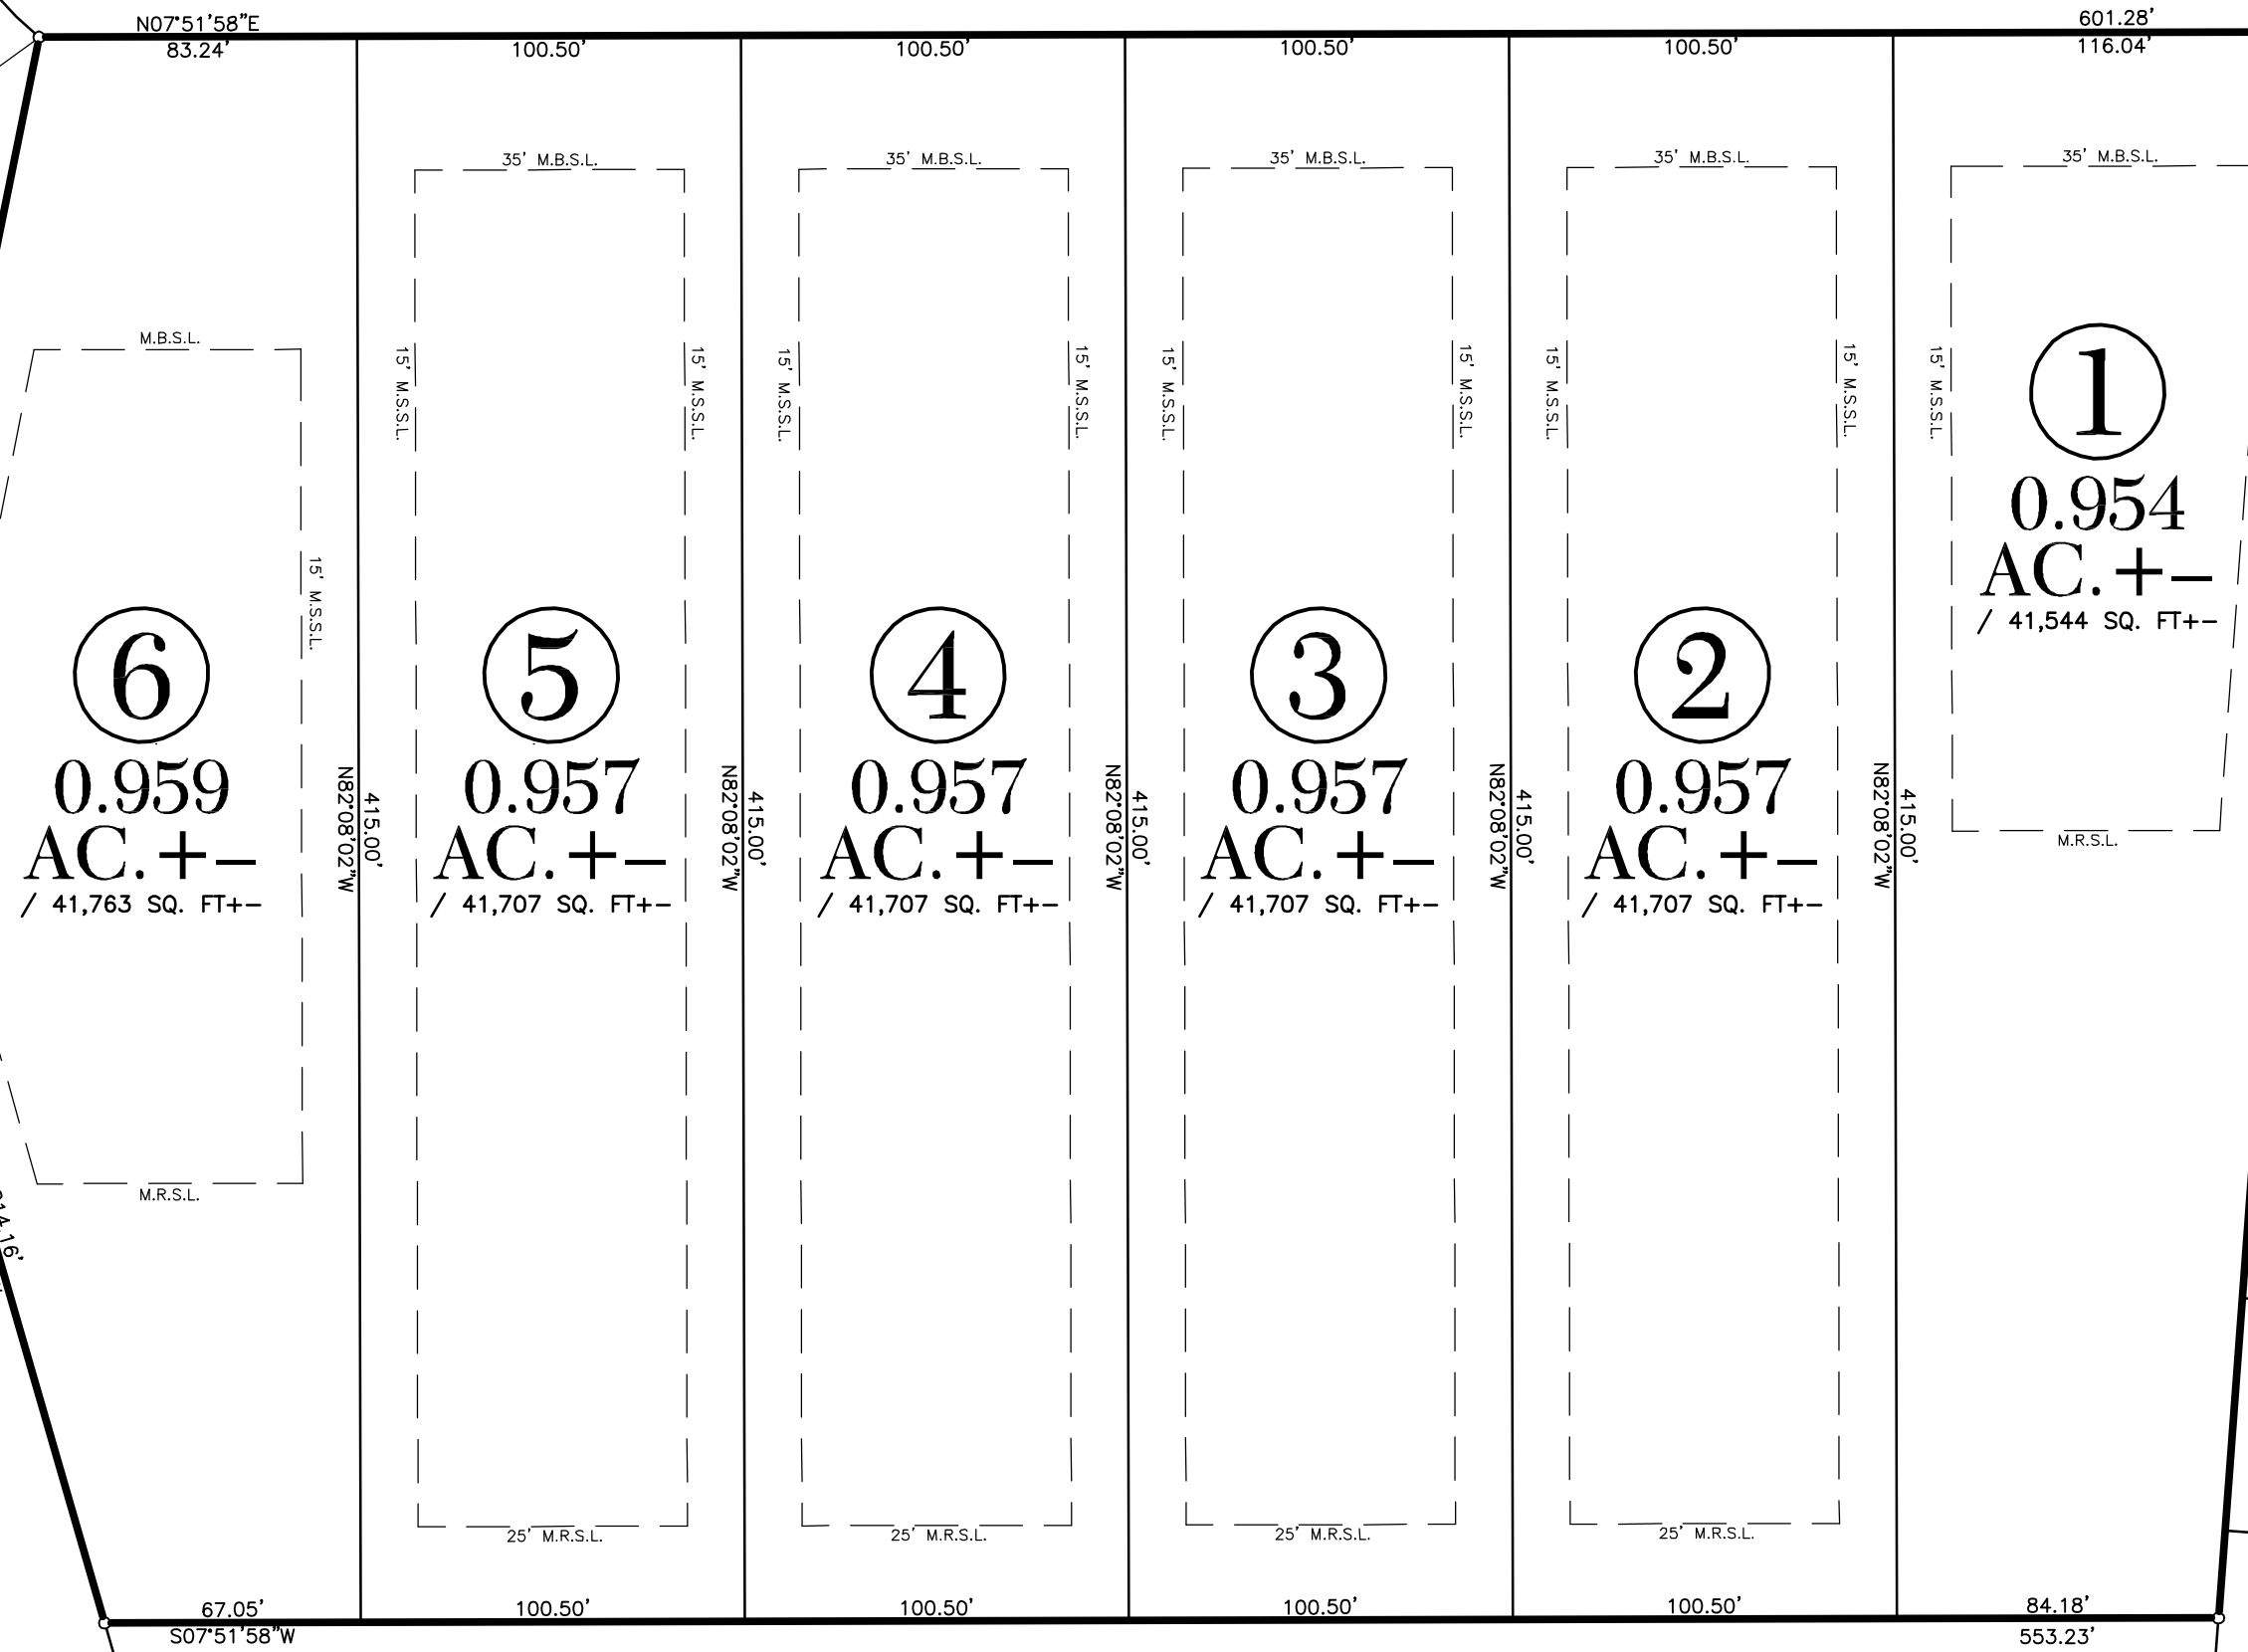 N07°51'58"E
601.28'
83.24'
100.50'
100.50'
100.50'
100.50'
116.04'
35' M.B.S.L.
35' M.B.S.L.
35' M.B.S.L.
35' M.B.S.L.
35' M.B.S.L.
M.B.S.L.
15' M.S.S.L.
15' M.S.S.L.
15' M.S.S.L.
15' M.S.S.L.
15' M.S.S.L.
15' M.S.S.L.
15' M.S.S.L.
15' M.S.S.L.
15' M.S.S.L.
15' M.S.S.L.
1
0.954
AC.+−
/ 41,544 SQ. FT+−
M.R.S.L.
6
0.959
AC.+−
/ 41,763 SQ. FT+−
5
0.957
AC.+−
/ 41,707 SQ. FT+−
4
0.957
AC.+−
/ 41,707 SQ. FT+−
3
0.957
AC.+−
/ 41,707 SQ. FT+−
2
0.957
AC.+−
/ 41,707 SQ. FT+−
N82°08'02"W
415.00'
N82°08'02"W
415.00'
N82°08'02"W
415.00'
N82°08'02"W
415.00'
N82°08'02"W
415.00'
M.R.S.L.
25' M.R.S.L.
25' M.R.S.L.
25' M.R.S.L.
25' M.R.S.L.
67.05'
100.50'
100.50'
100.50'
100.50'
84.18'
S07°51'58"W
553.23'